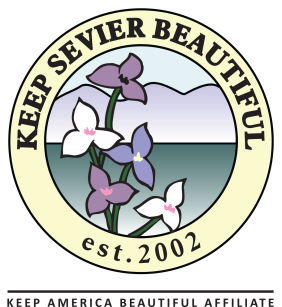 KEEP SEVIER BEAUTIFUL
est.2002
KEEP AMERICA BEAUTIFUL AFFILIATE